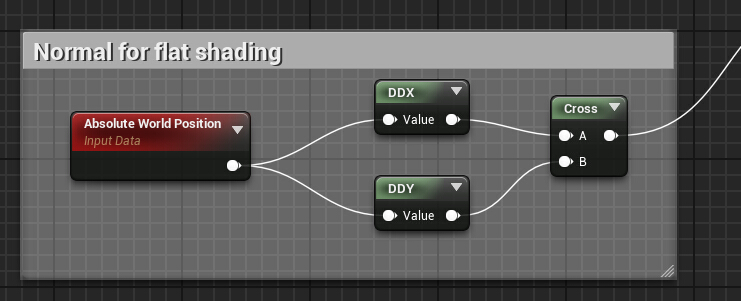 Normal for flat shading
Absolute World Position
Input Data
DDX
Value
DDY
Value
Cross
A
B